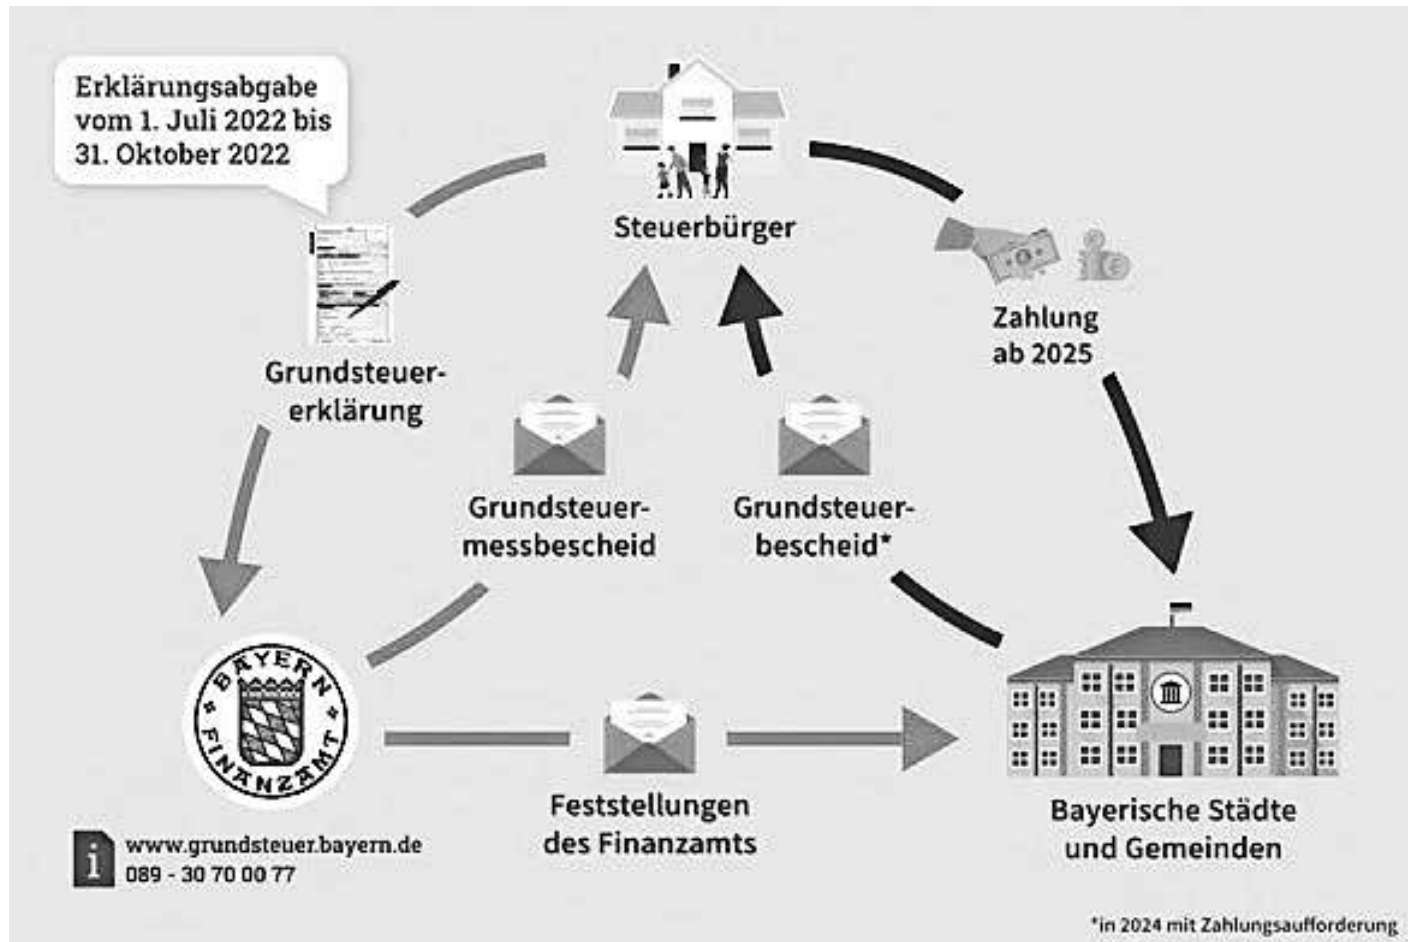 Erklärungsabgabe
vom 1. Juli 2022 bis
31. Oktober 2022
Steuerbürger
Zahlung
ab 2025
Grundsteuer-
erklärung
Grundsteuer-
messbescheid
Grundsteuer-
bescheid*
BAYERN
FINANZAMT
Feststellungen
des Finanzamts
Bayerische Städte
und Gemeinden
i
www.grundsteuer.bayern.de
089 - 30 70 00 77
*in 2024 mit Zahlungsaufforderung